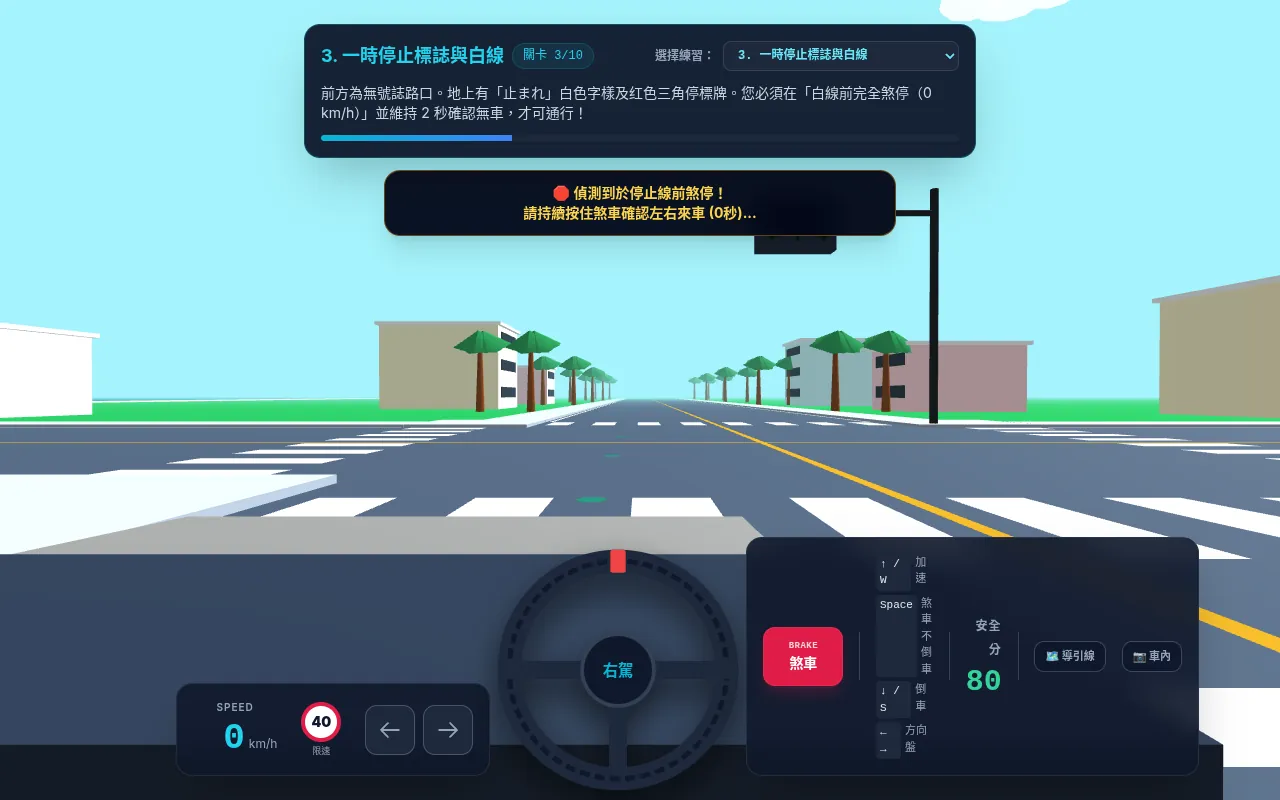 3. 一時停止標誌與白線
關卡 3/10
選擇練習：
3. 一時停止標誌與白線
前方為無號誌路口。地上有「止まれ」白色字樣及紅色三角停標牌。您必須在「白線前完全煞停（0
km/h）」並維持 2 秒確認無車，才可通行！
🛑 偵測到於停止線前煞停！
請持續按住煞車確認左右來車 (0秒)...
SPEED
0 km/h
40
限速
←
→
右駕
BRAKE
煞車
↑ /
W
加
速
Space
煞
車
不
倒
車
↓ /
S
倒
車
←
→
方向
盤
安全
分
80
🗺️ 導引線
📷 車內